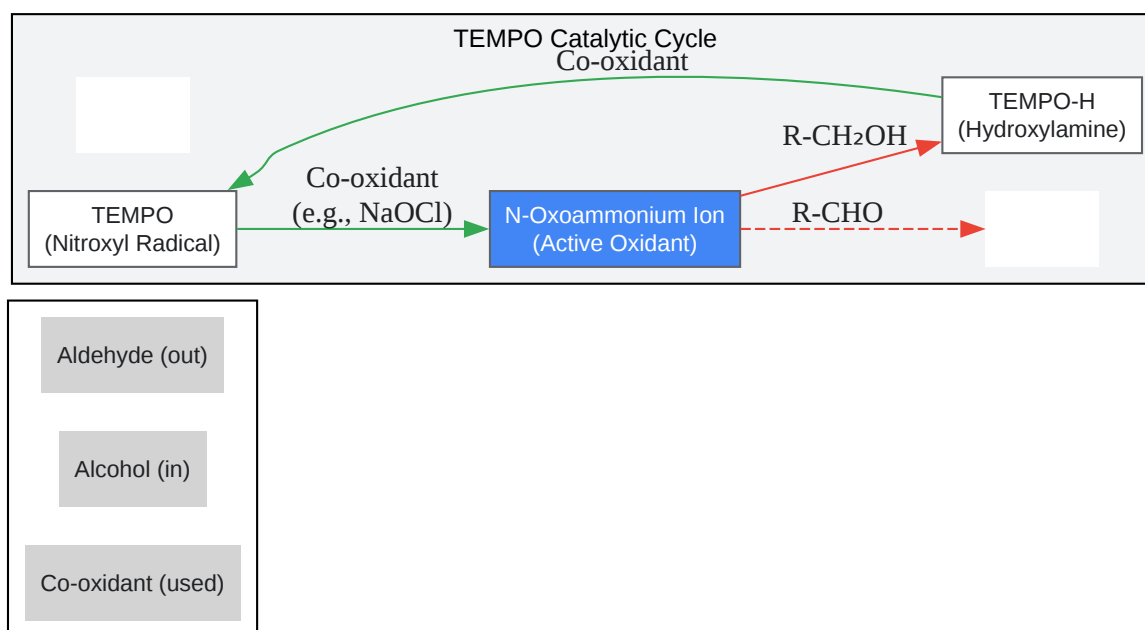 TEMPO Catalytic Cycle
Co-oxidant
TEMPO-H
(Hydroxylamine)
R-CH₂OH
Co-oxidant
(e.g., NaOCl)
TEMPO
(Nitroxyl Radical)
N-Oxoammonium Ion
(Active Oxidant)
R-CHO
Aldehyde (out)
Alcohol (in)
Co-oxidant (used)